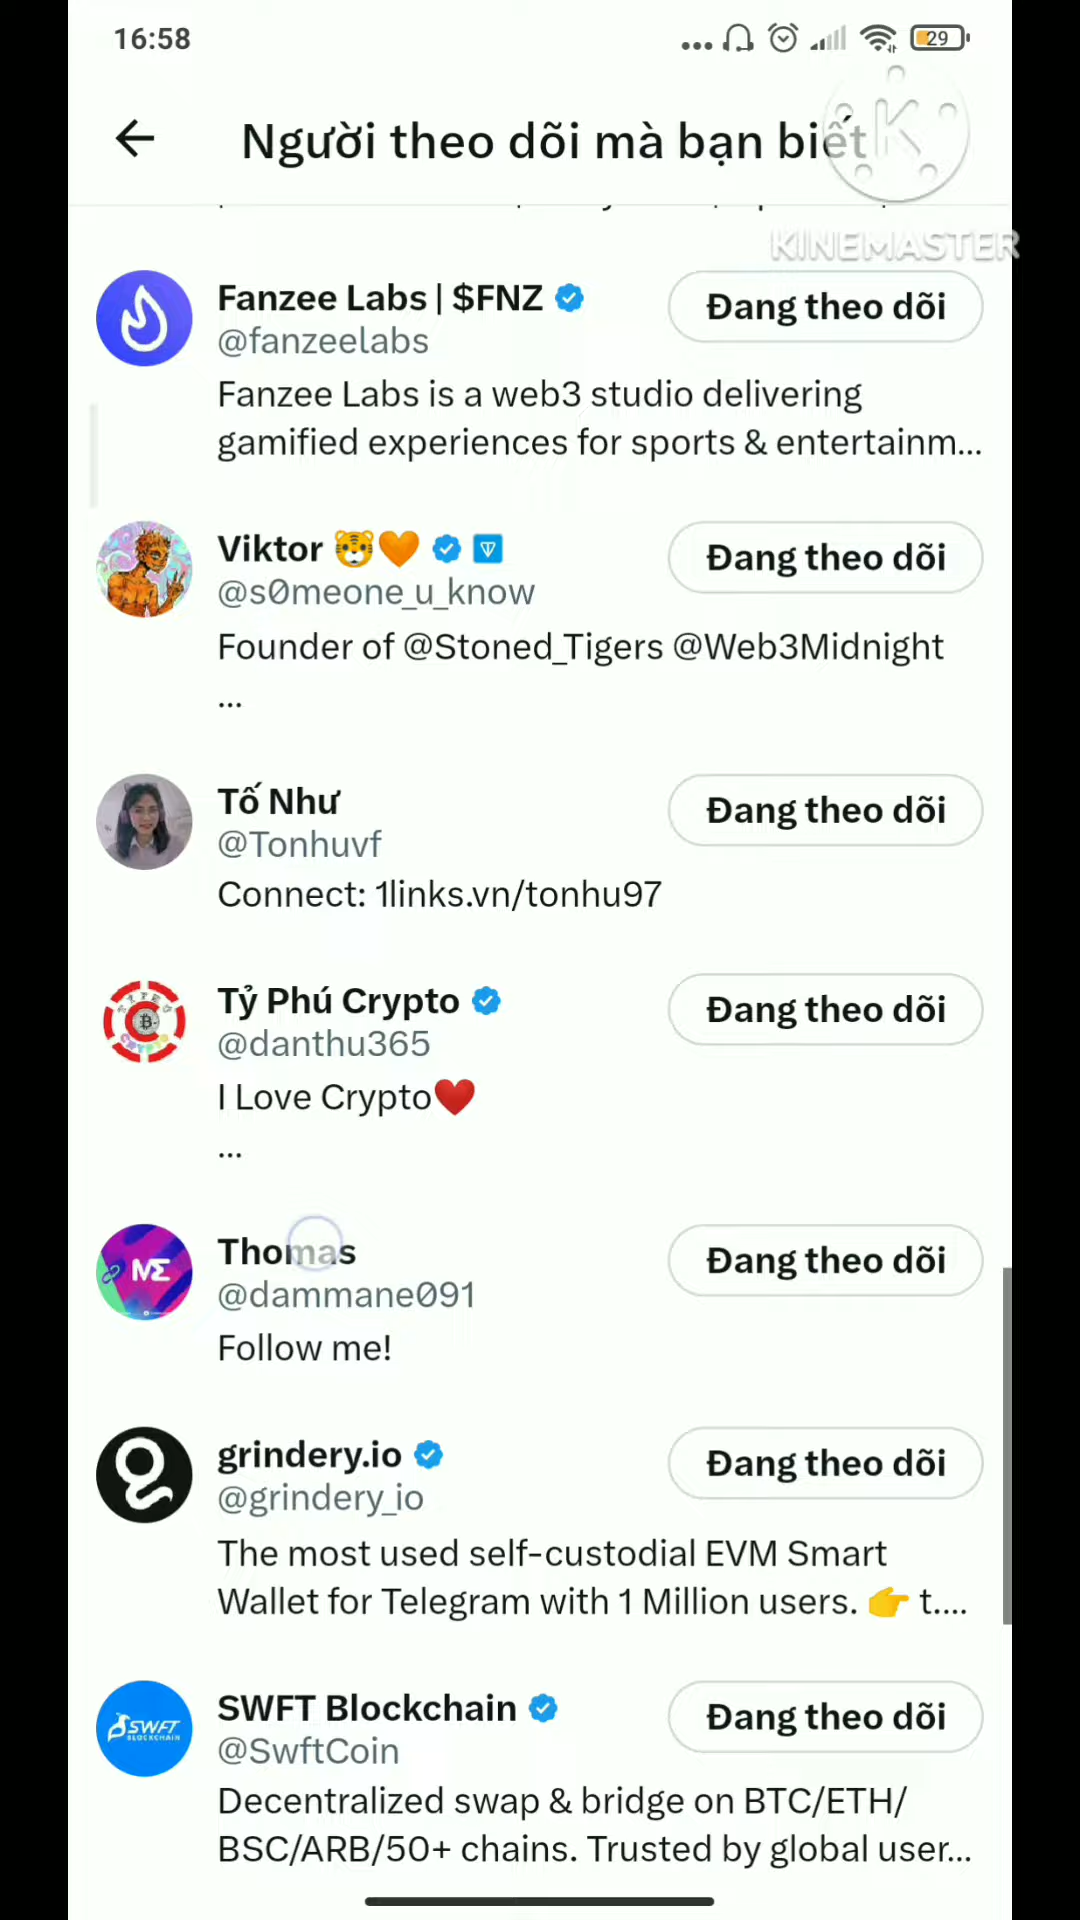 16:58
29
Người theo dõi mà bạn biết
KINEMASTER
Fanzee Labs | $FNZ
Đang theo dõi
@fanzeelabs
Fanzee Labs is a web3 studio delivering
gamified experiences for sports & entertainm...
Viktor 🐯🧡
Đang theo dõi
@s0meone_u_know
Founder of @Stoned_Tigers @Web3Midnight
...
Tố Như
Đang theo dõi
@Tonhuvf
Connect: 1links.vn/tonhu97
Tỷ Phú Crypto
Đang theo dõi
@danthu365
I Love Crypto❤️
...
Thomas
Đang theo dõi
@dammane091
Follow me!
grindery.io
Đang theo dõi
@grindery_io
The most used self-custodial EVM Smart
Wallet for Telegram with 1 Million users. 👉 t....
SWFT
BLOCKCHAIN
SWFT Blockchain
Đang theo dõi
@SwftCoin
Decentralized swap & bridge on BTC/ETH/
BSC/ARB/50+ chains. Trusted by global user...